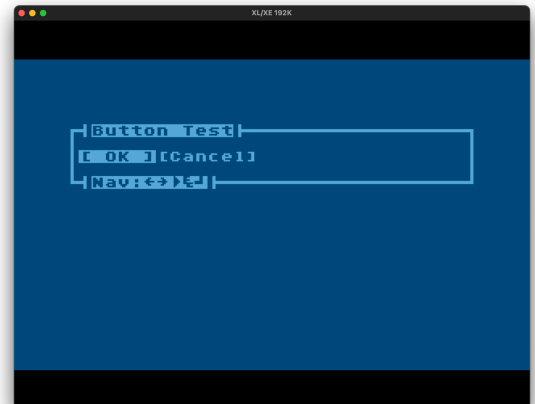 XL/XE 192K
Button Test
[ OK ][Cancel]
Nav:←→